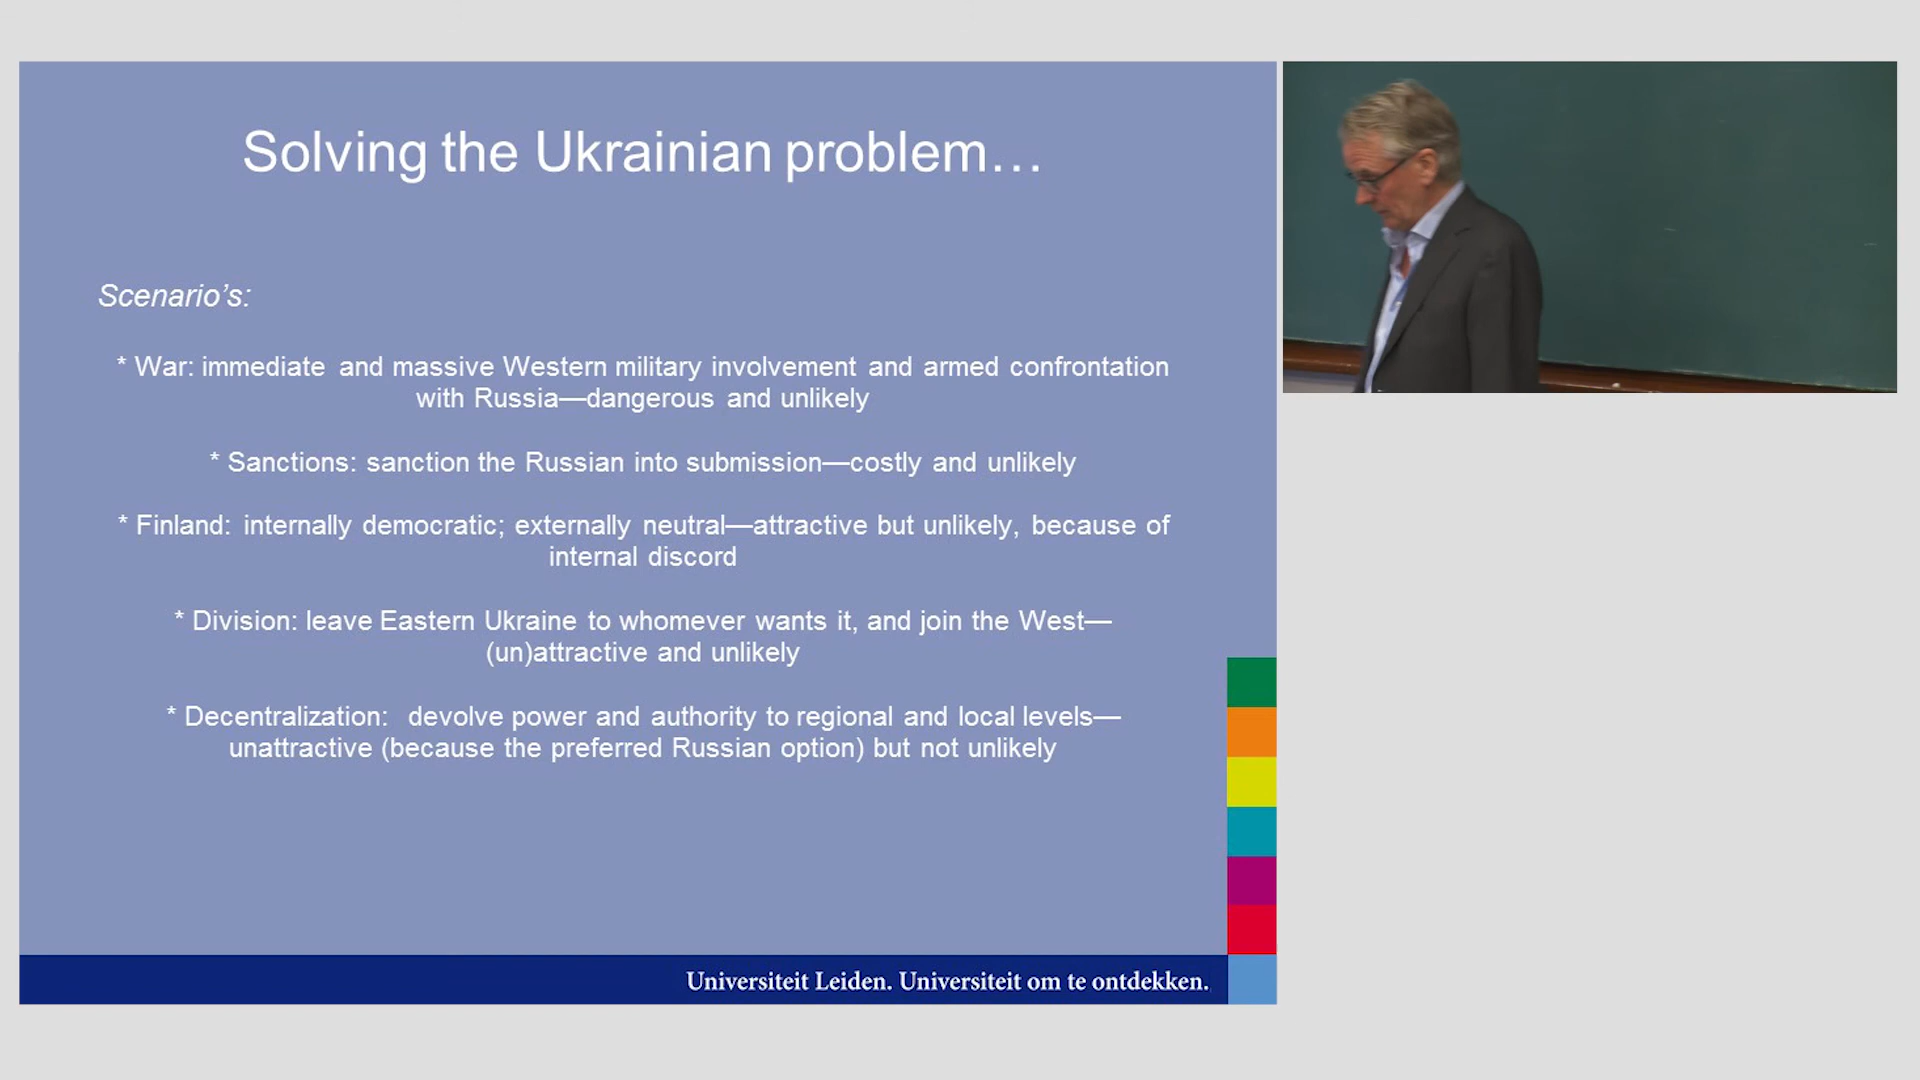 Solving the Ukrainian problem…
Scenario's:
* War: immediate and massive Western military involvement and armed confrontation
with Russia—dangerous and unlikely
* Sanctions: sanction the Russian into submission—costly and unlikely
* Finland: internally democratic; externally neutral—attractive but unlikely, because of
internal discord
* Division: leave Eastern Ukraine to whomever wants it, and join the West—
(un)attractive and unlikely
* Decentralization: devolve power and authority to regional and local levels—
unattractive (because the preferred Russian option) but not unlikely
Universiteit Leiden. Universiteit om te ontdekken.